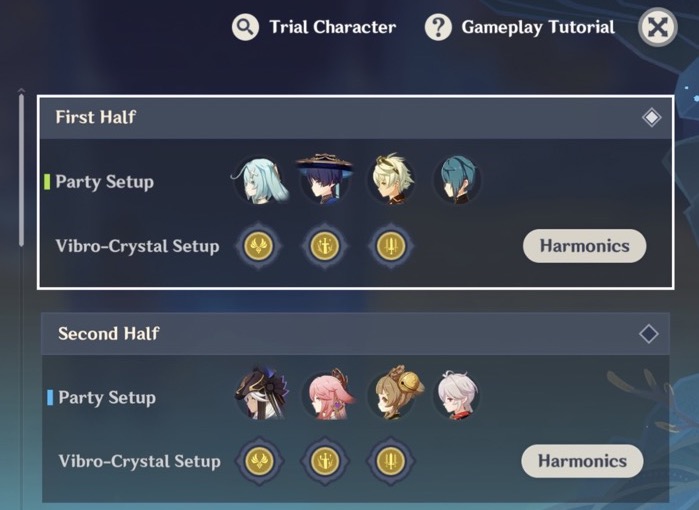 Trial Character
? Gameplay Tutorial
First Half
Party Setup
Vibro-Crystal Setup
Harmonics
Second Half
Party Setup
Vibro-Crystal Setup
Harmonics